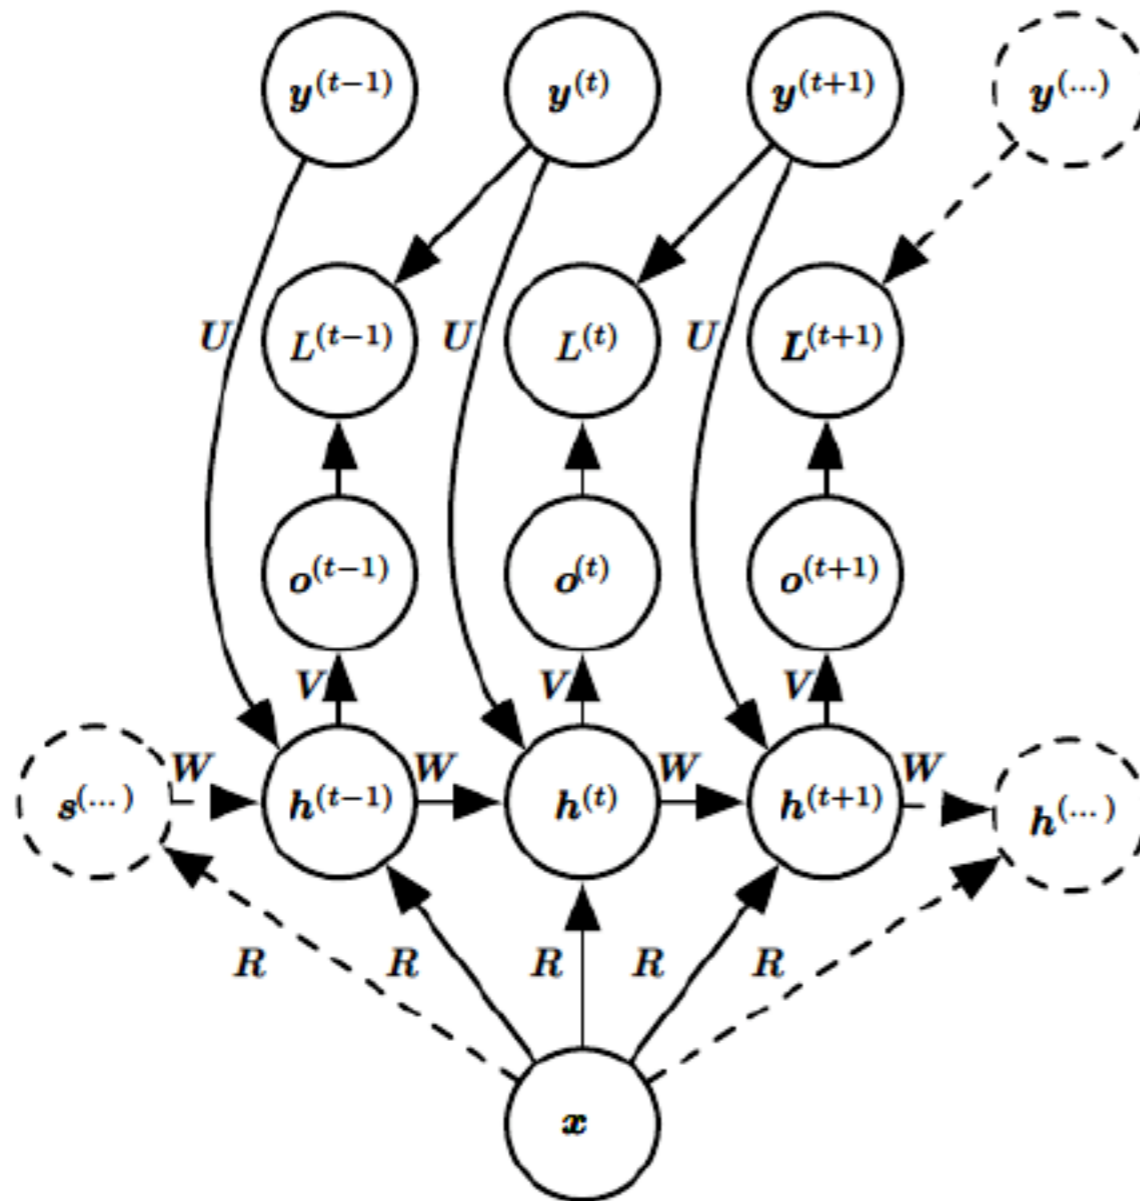 y^(t−1) y^(t) y^(t+1) y^(...)
U L^(t−1) U L^(t) U L^(t+1)
o^(t−1) o^(t) o^(t+1)
V V V
W W W W
s^(...) h^(t−1) h^(t) h^(t+1) h^(...)
R R R R R
x